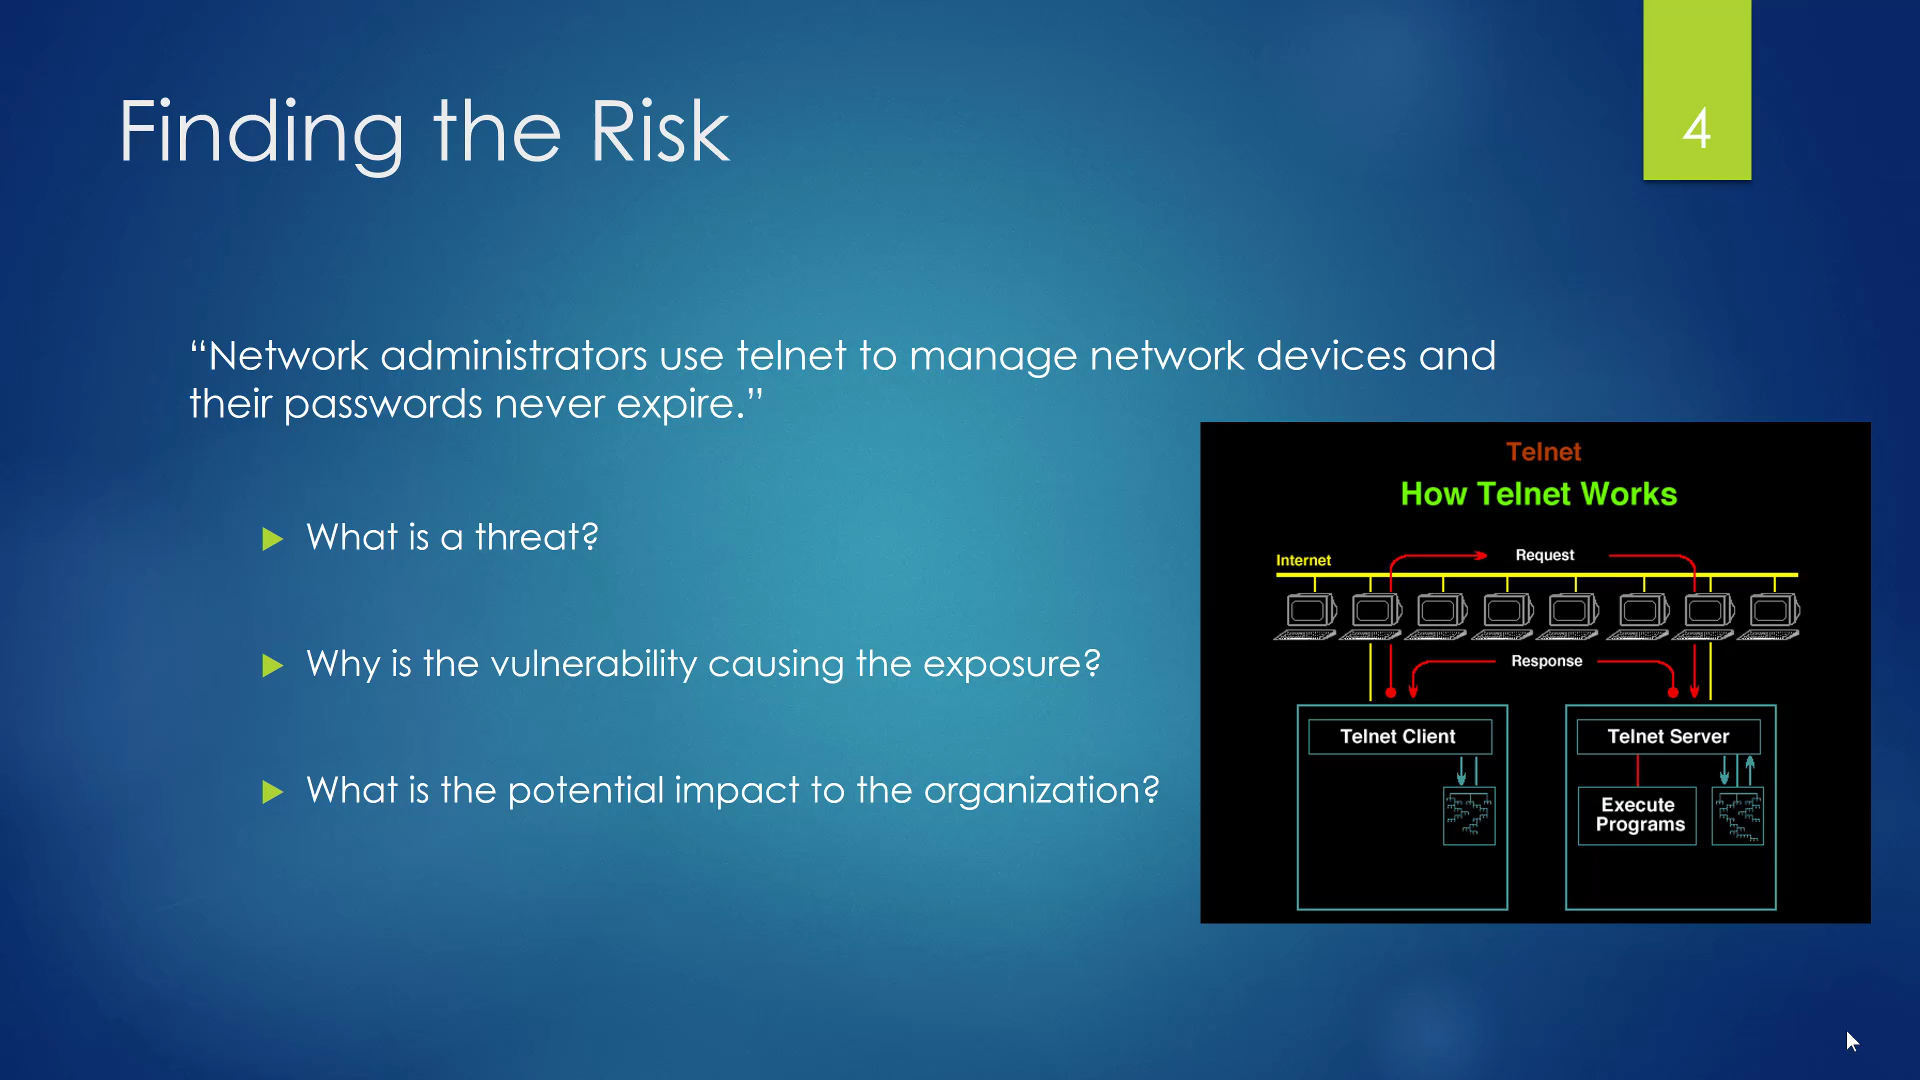 Finding the Risk
4
“Network administrators use telnet to manage network devices and
their passwords never expire.”
What is a threat?
Why is the vulnerability causing the exposure?
What is the potential impact to the organization?
Telnet
How Telnet Works
Internet
Request
Response
Telnet Client
Telnet Server
Execute
Programs